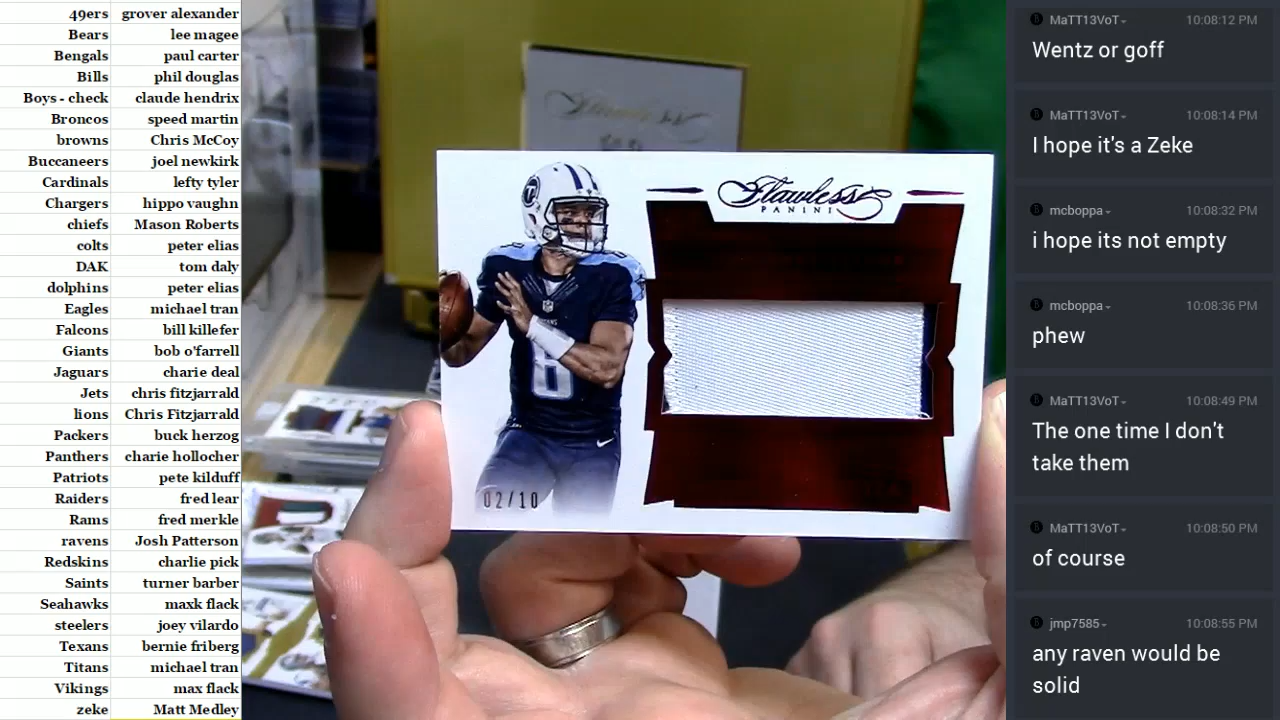 49ers grover alexander
Bears lee magee
Bengals paul carter
Bills phil douglas
Boys - check claude hendrix
Broncos speed martin
browns Chris McCoy
Buccaneers joel newkirk
Cardinals lefty tyler
Chargers hippo vaughn
chiefs Mason Roberts
colts peter elias
DAK tom daly
dolphins peter elias
Eagles michael tran
Falcons bill killefer
Giants bob o'farrell
Jaguars charie deal
Jets chris fitzjarrald
lions Chris Fitzjarrald
Packers buck herzog
Panthers charie hollocher
Patriots pete kilduff
Raiders fred lear
Rams fred merkle
ravens Josh Patterson
Redskins charlie pick
Saints turner barber
Seahawks maxk flack
steelers joey vilardo
Texans bernie friberg
Titans michael tran
Vikings max flack
zeke Matt Medley
Flawless
PANINI
8
02/10
MaTT13VoT 10:08:12 PM
Wentz or goff
MaTT13VoT 10:08:14 PM
I hope it's a Zeke
mcboppa 10:08:32 PM
i hope its not empty
mcboppa 10:08:36 PM
phew
MaTT13VoT 10:08:49 PM
The one time I don't
take them
MaTT13VoT 10:08:50 PM
of course
jmp7585 10:08:55 PM
any raven would be
solid